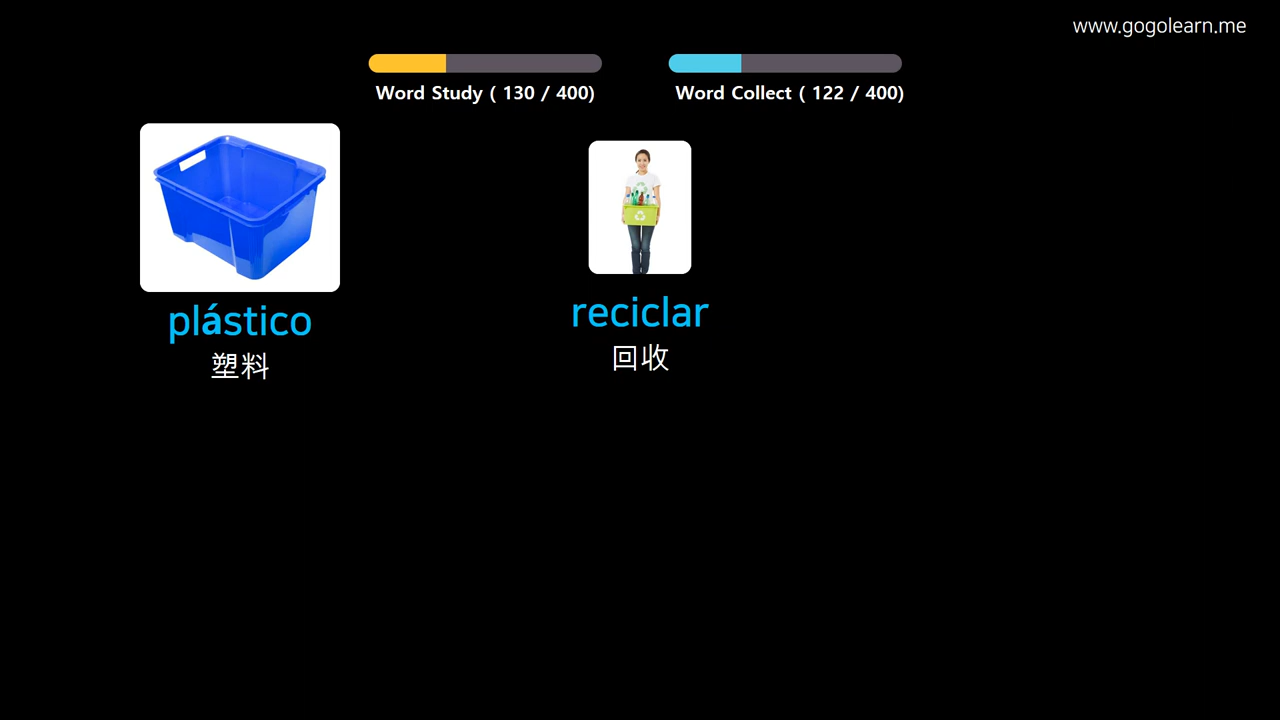 www.gogolearn.me
Word Study ( 130 / 400)
Word Collect ( 122 / 400)
plástico
塑料
reciclar
回收